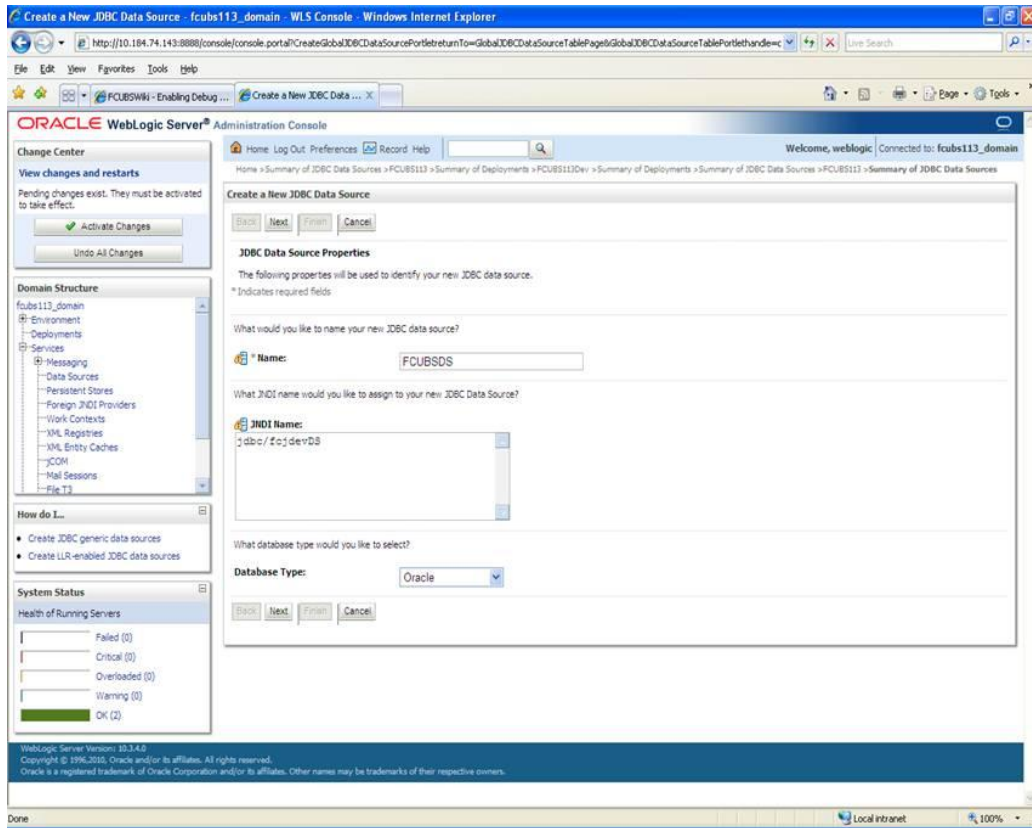 Create a New JDBC Data Source - fcubs113_domain - WLS Console - Windows Internet Explorer
http://10.184.74.143:8888/console/console.portal?CreateGlobalJDBCDataSourcePortletreturnTo=GlobalJDBCDataSourceTablePage&GlobalJDBCDataSourceTablePortlethandle=c
Live Search
File Edit View Favorites Tools Help
FCUBSWiki - Enabling Debug ...
Create a New JDBC Data ... X
Page
Tools
ORACLE WebLogic Server® Administration Console
Change Center
View changes and restarts
Pending changes exist. They must be activated
to take effect.
Activate Changes
Undo All Changes
Domain Structure
fcubs113_domain
Environment
Deployments
Services
Messaging
Data Sources
Persistent Stores
Foreign JNDI Providers
Work Contexts
XML Registries
XML Entity Caches
jCOM
Mail Sessions
File T3
How do I...
Create JDBC generic data sources
Create LLR-enabled JDBC data sources
System Status
Health of Running Servers
Failed (0)
Critical (0)
Overloaded (0)
Warning (0)
OK (2)
Home Log Out Preferences Record Help
Welcome, weblogic Connected to: fcubs113_domain
Home >Summary of JDBC Data Sources >FCUBS113 >Summary of Deployments >FCUBS113Dev >Summary of Deployments >Summary of JDBC Data Sources >FCUBS113 >Summary of JDBC Data Sources
Create a New JDBC Data Source
Back Next Finish Cancel
JDBC Data Source Properties
The following properties will be used to identify your new JDBC data source.
* Indicates required fields
What would you like to name your new JDBC data source?
* Name: FCUBSDS
What JNDI name would you like to assign to your new JDBC Data Source?
JNDI Name:
jdbc/fcjdevDS
What database type would you like to select?
Database Type: Oracle
Back Next Finish Cancel
WebLogic Server Version: 10.3.4.0
Copyright © 1996,2010, Oracle and/or its affiliates. All rights reserved.
Oracle is a registered trademark of Oracle Corporation and/or its affiliates. Other names may be trademarks of their respective owners.
Done
Local intranet
100%